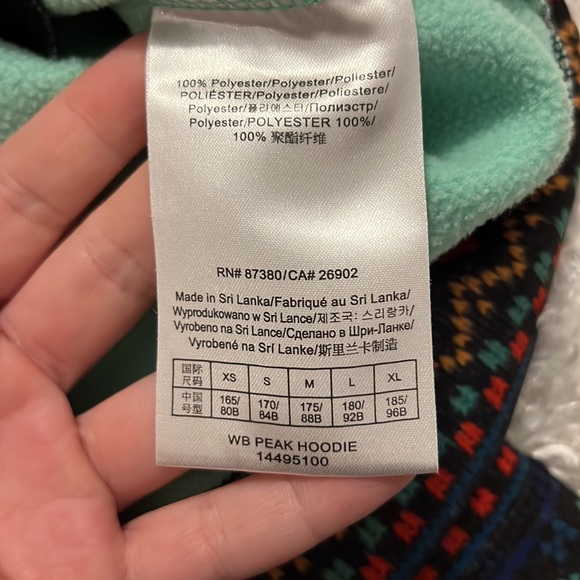 100% Polyester/Polyester/Poliester/
POLIÉSTER/Polyester/Poliestere/
Polyester/폴리에스터/Полиэстр/
Polyester/POLYESTER 100%/
100% 聚酯纤维
RN# 87380/CA# 26902
Made in Sri Lanka/Fabriqué au Sri Lanka/
Wyprodukowano w Sri Lance/제조국: 스리랑카/
Vyrobeno na Srí Lance/Сделано в Шри-Ланке/
Vyrobené na Srí Lanke/斯里兰卡制造
国际尺码 XS S M L XL
中国号型 165/80B 170/84B 175/88B 180/92B 185/96B
WB PEAK HOODIE
14495100